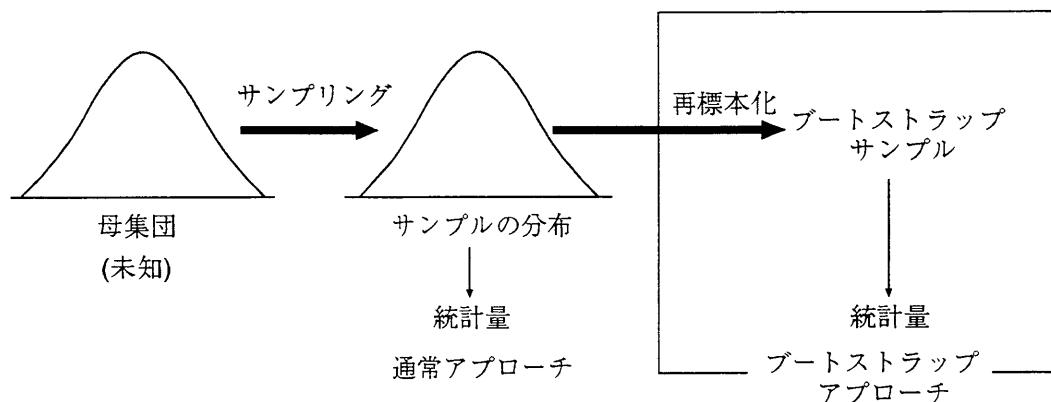 サンプリング
再標本化
ブートストラップ
サンプル
母集団
(未知)
サンプルの分布
統計量
通常アプローチ
統計量
ブートストラップ
アプローチ